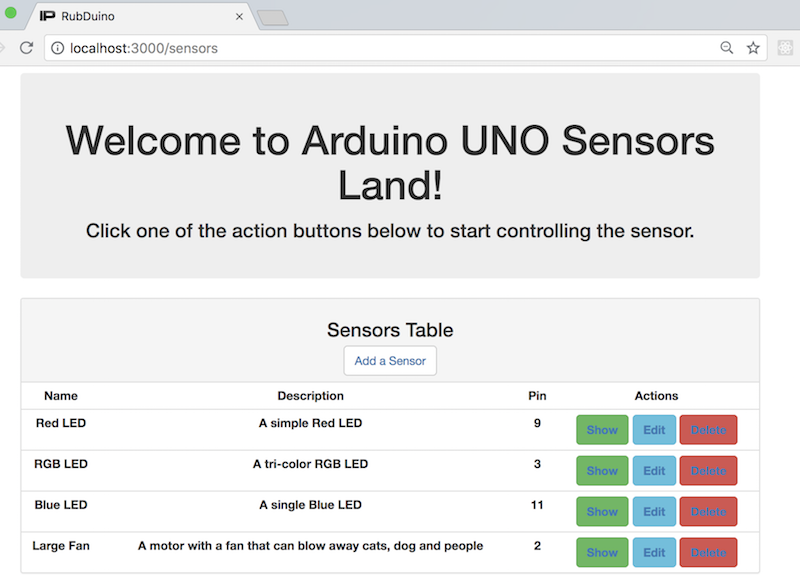 IP RubDuino
localhost:3000/sensors
Welcome to Arduino UNO Sensors
Land!
Click one of the action buttons below to start controlling the sensor.
Sensors Table
Add a Sensor
Name Description Pin Actions
Red LED A simple Red LED 9 Show Edit Delete
RGB LED A tri-color RGB LED 3 Show Edit Delete
Blue LED A single Blue LED 11 Show Edit Delete
Large Fan A motor with a fan that can blow away cats, dog and people 2 Show Edit Delete